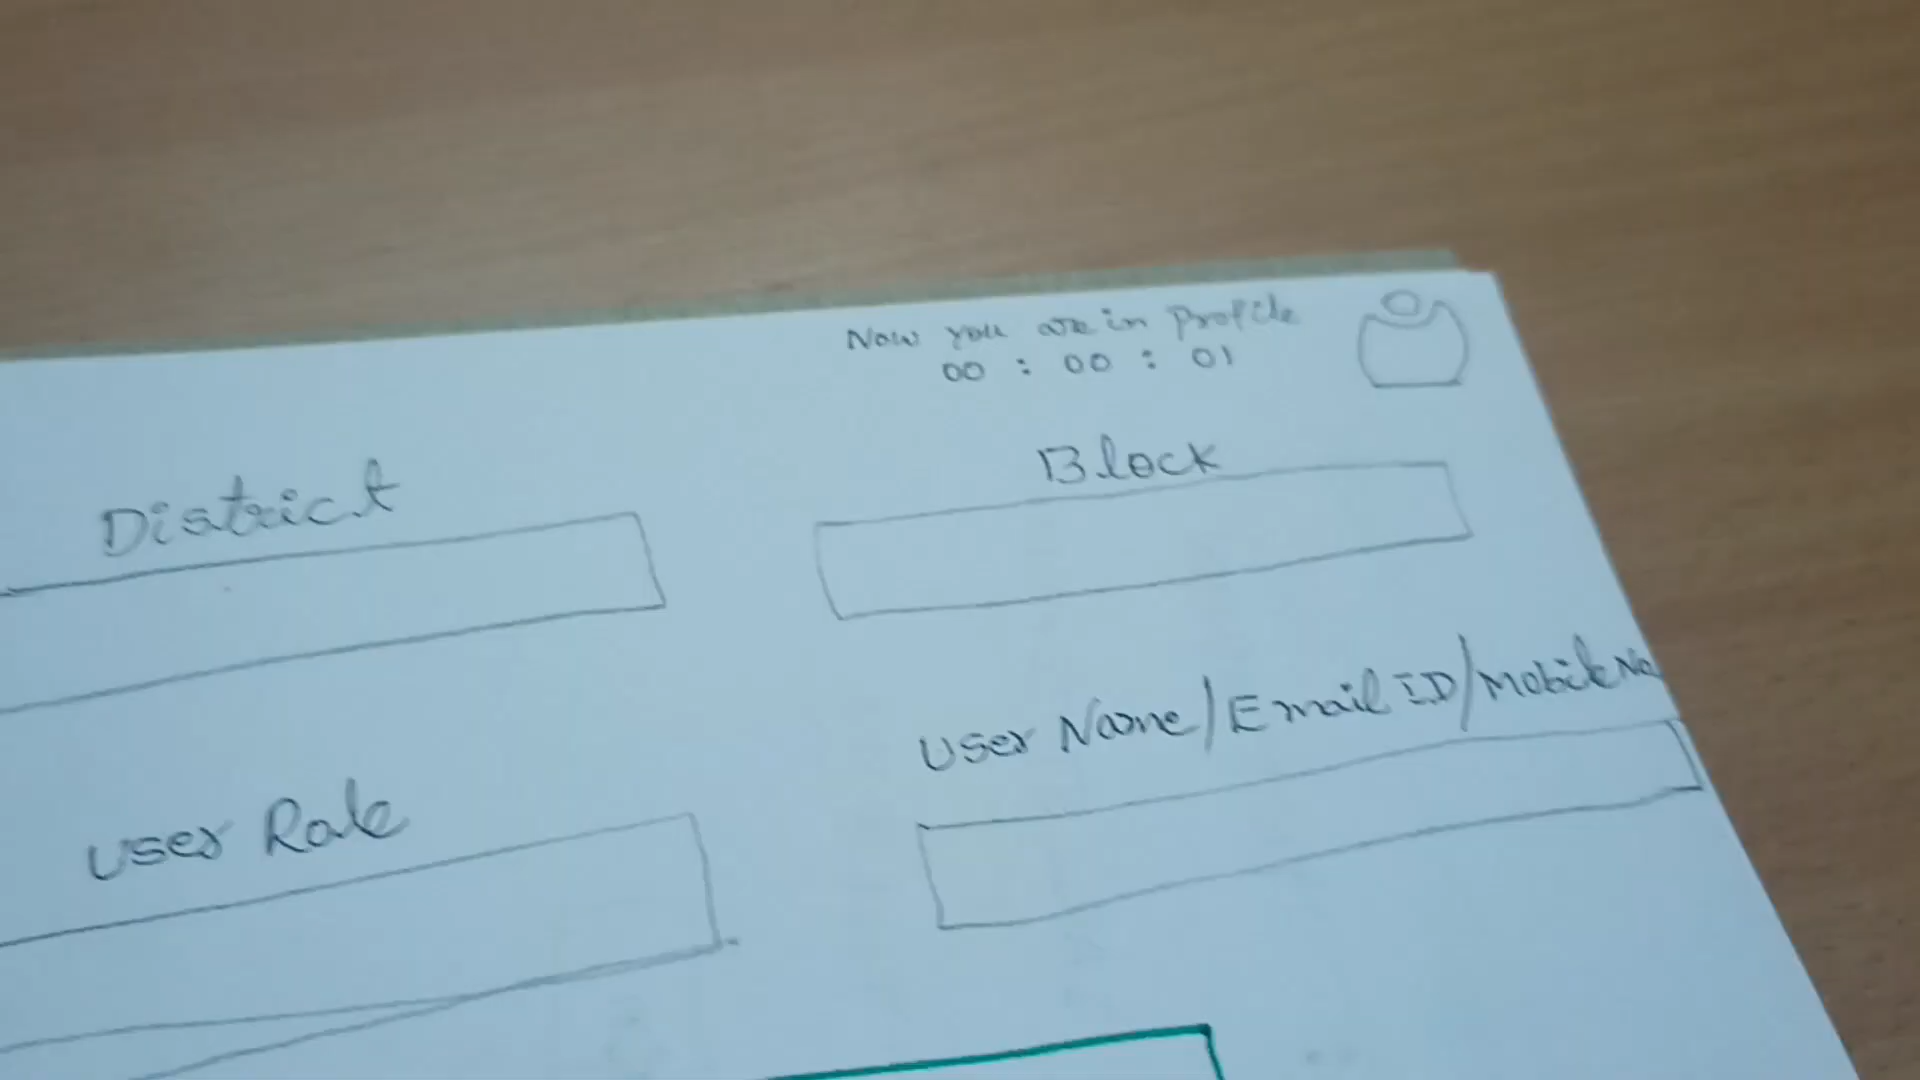 Now you are in Profile
00 : 00 : 01
District
Block
User Role
User Name/Email ID/Mobile No